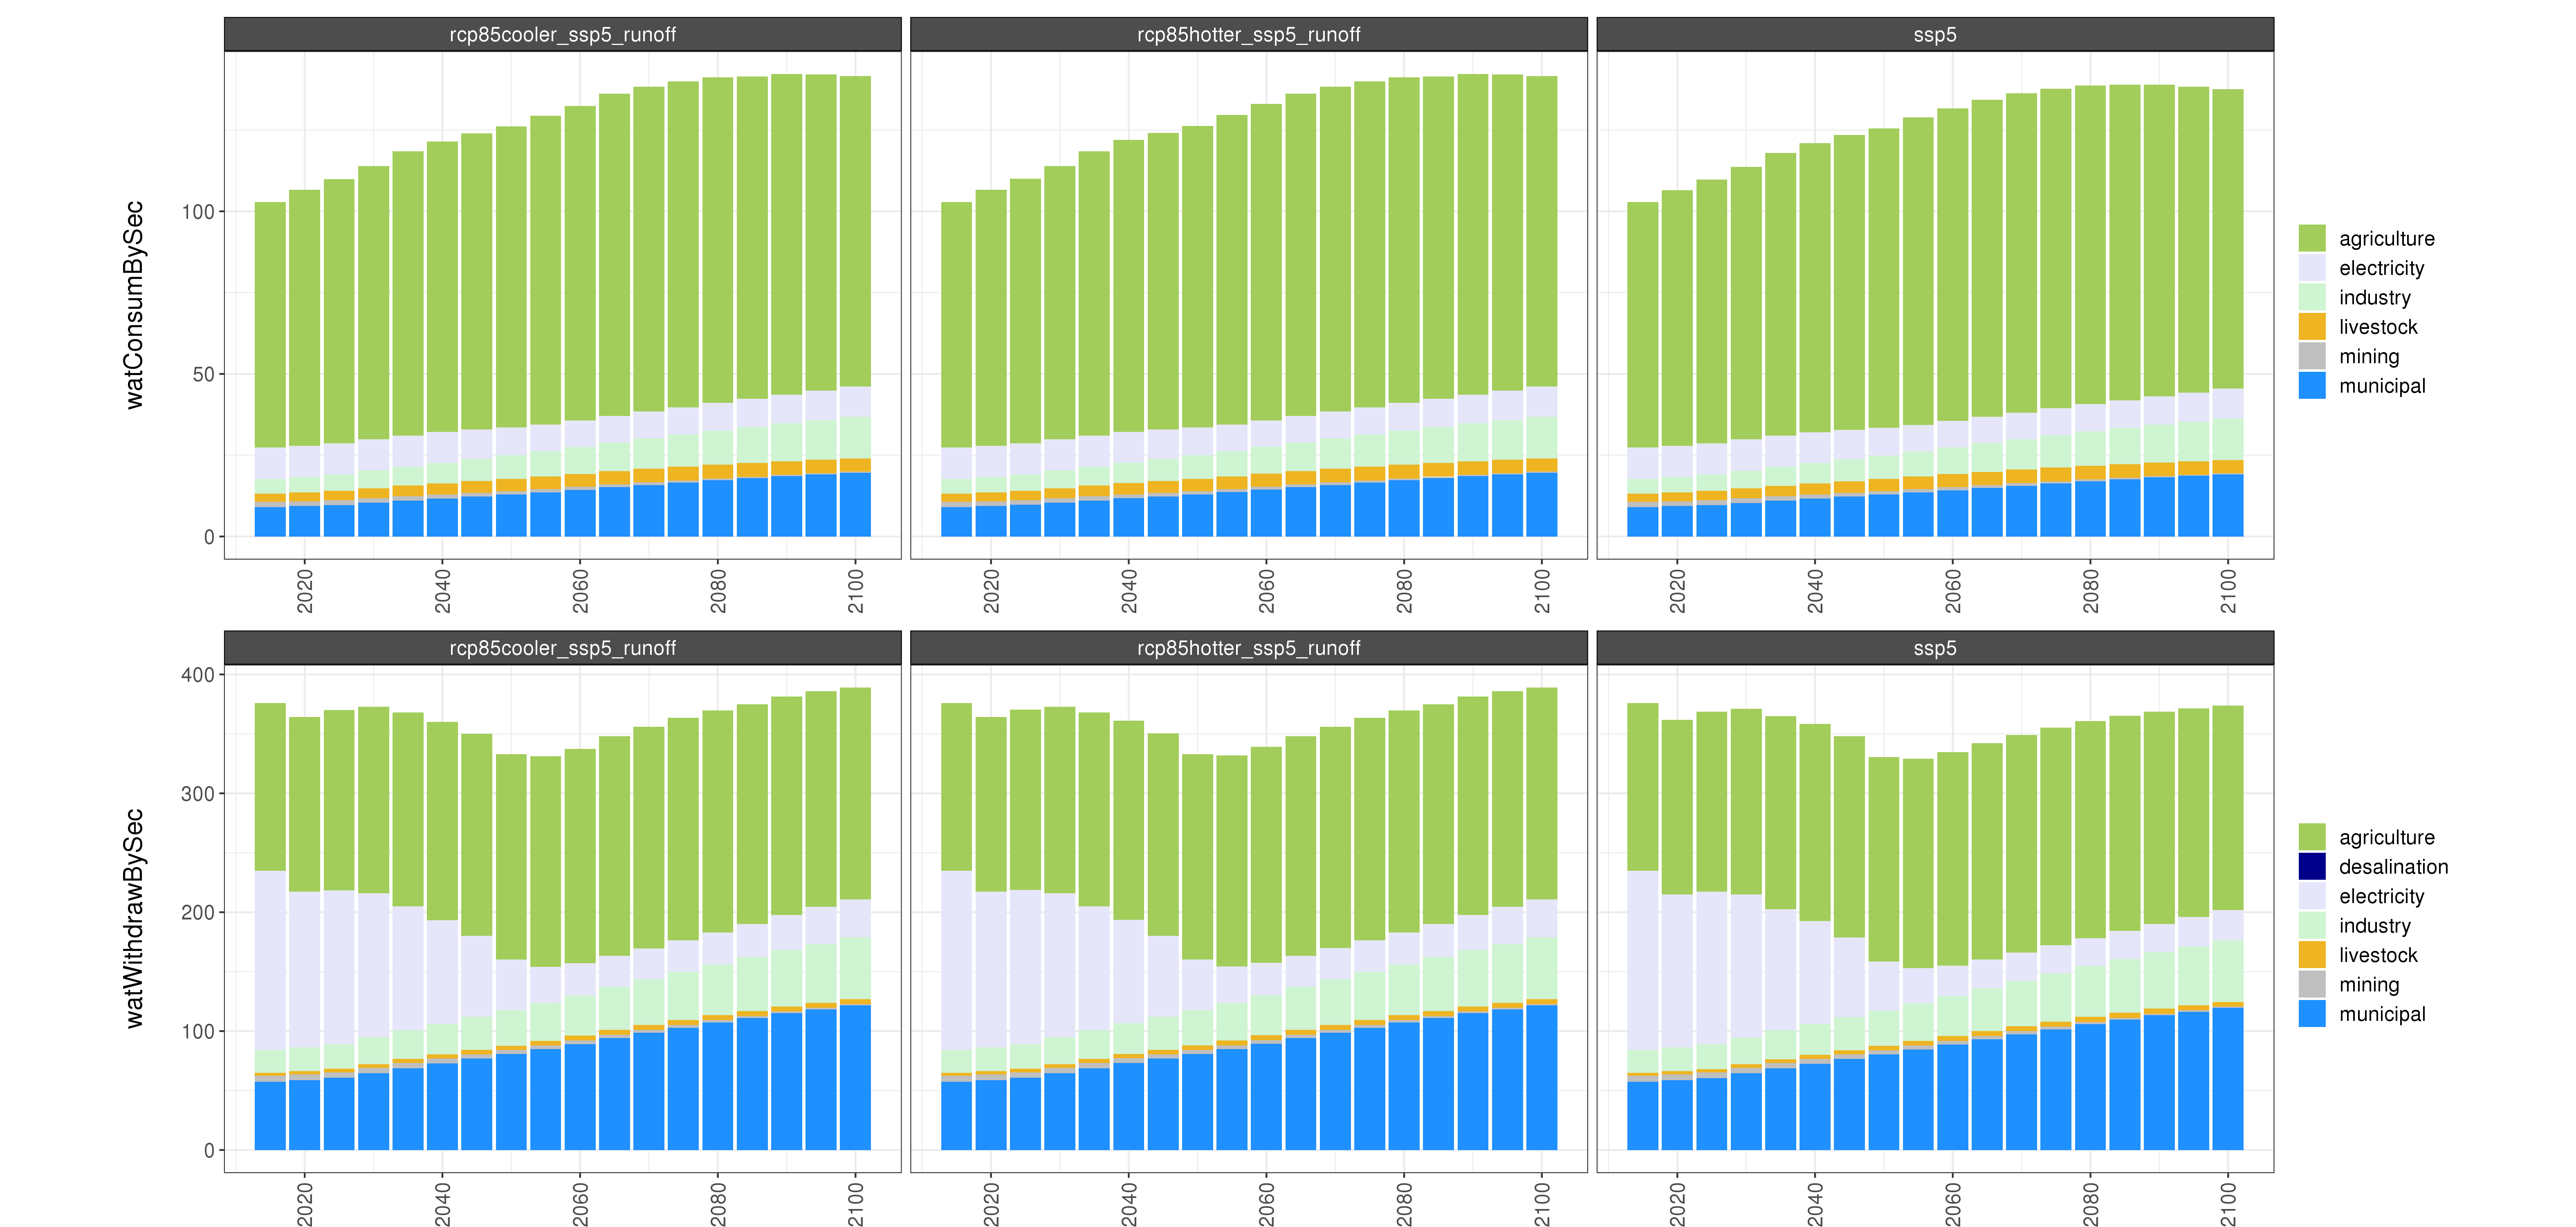 rcp85cooler_ssp5_runoff rcp85hotter_ssp5_runoff ssp5
watConsumBySec
100
50
0
2020 2040 2060 2080 2100 2020 2040 2060 2080 2100 2020 2040 2060 2080 2100
agriculture
electricity
industry
livestock
mining
municipal
rcp85cooler_ssp5_runoff rcp85hotter_ssp5_runoff ssp5
watWithdrawBySec
400
300
200
100
0
2020 2040 2060 2080 2100 2020 2040 2060 2080 2100 2020 2040 2060 2080 2100
agriculture
desalination
electricity
industry
livestock
mining
municipal